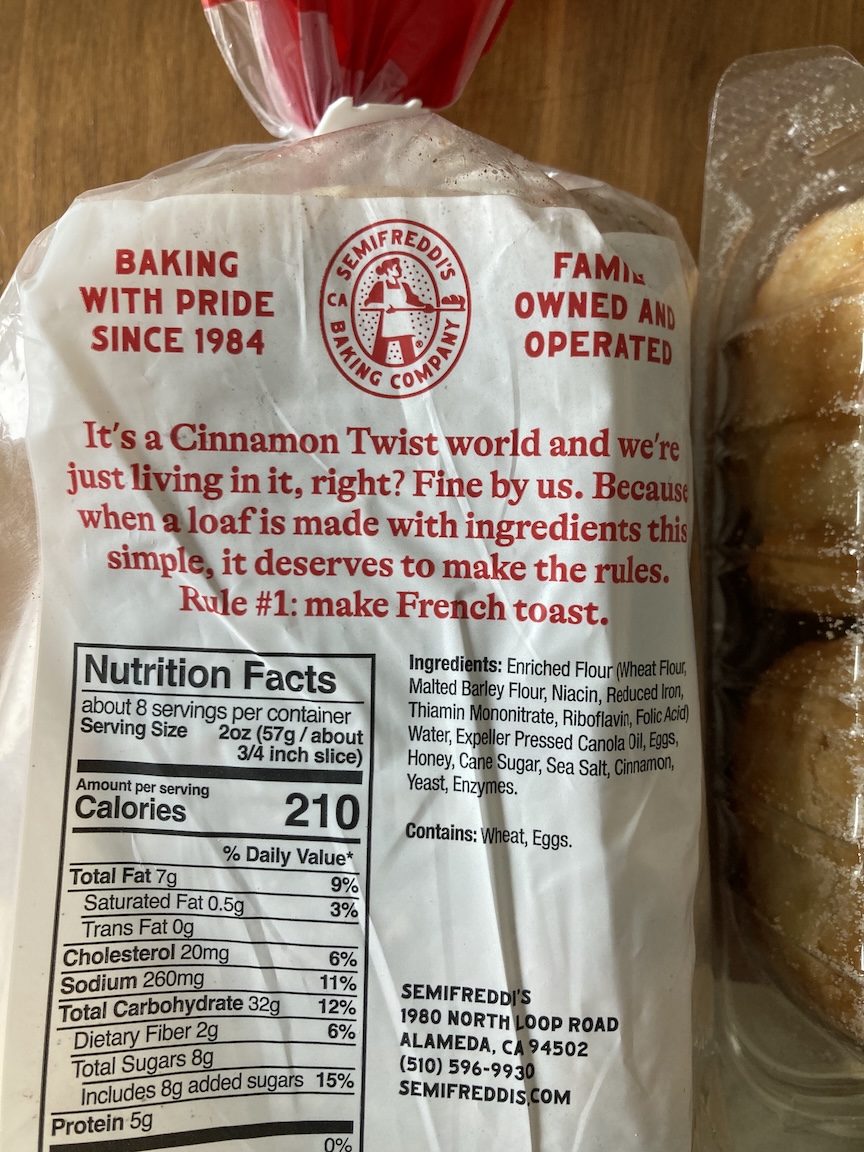 BAKING
WITH PRIDE
SINCE 1984
SEMIFREDDI'S
CA
BAKING COMPANY
®
OWNED AND
OPERATED
It's a Cinnamon Twist world and we're
just living in it, right? Fine by us. Because
when a loaf is made with ingredients this
simple, it deserves to make the rules.
Rule #1: make French toast.
Nutrition Facts
about 8 servings per container
Serving Size 2oz (57g / about
3/4 inch slice)
Amount per serving
Calories 210
% Daily Value*
Total Fat 7g 9%
Saturated Fat 0.5g 3%
Trans Fat 0g
Cholesterol 20mg 6%
Sodium 260mg 11%
Total Carbohydrate 32g 12%
Dietary Fiber 2g 6%
Total Sugars 8g
Includes 8g added sugars 15%
Protein 5g
0%
Ingredients: Enriched Flour (Wheat Flour,
Malted Barley Flour, Niacin, Reduced Iron,
Thiamin Mononitrate, Riboflavin, Folic Acid)
Water, Expeller Pressed Canola Oil, Eggs,
Honey, Cane Sugar, Sea Salt, Cinnamon,
Yeast, Enzymes.
Contains: Wheat, Eggs.
SEMIFREDDI'S
1980 NORTH LOOP ROAD
ALAMEDA, CA 94502
(510) 596-9930
SEMIFREDDIS.COM